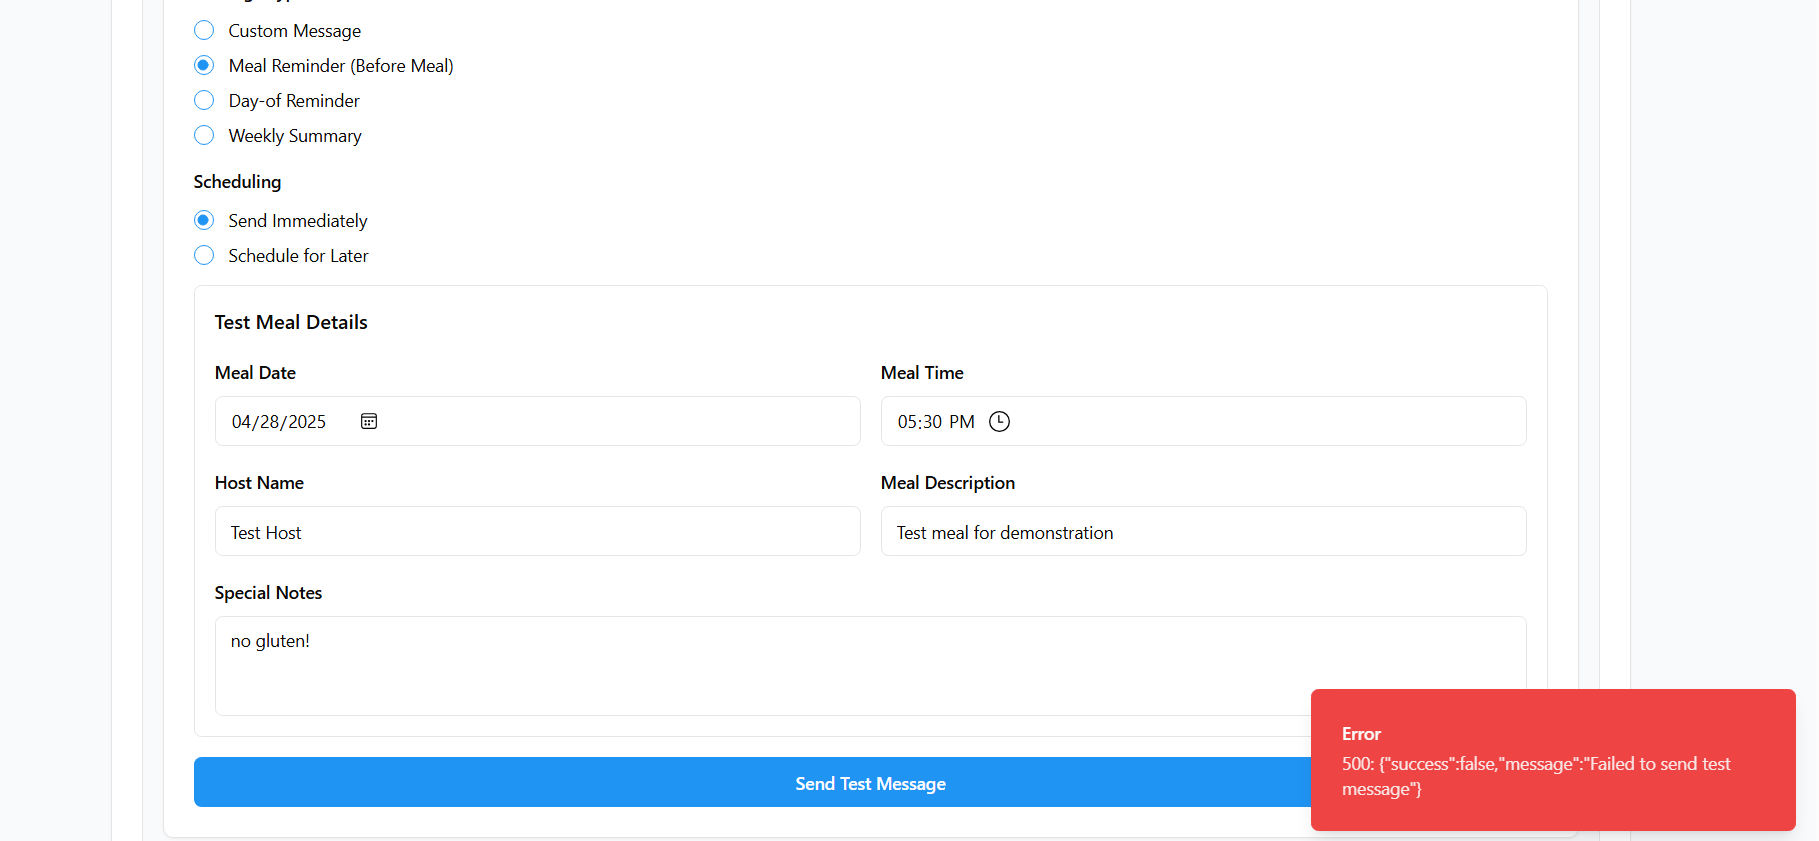 Custom Message
Meal Reminder (Before Meal)
Day-of Reminder
Weekly Summary
Scheduling
Send Immediately
Schedule for Later
Test Meal Details
Meal Date
Meal Time
04/28/2025
05:30 PM
Host Name
Meal Description
Test Host
Test meal for demonstration
Special Notes
no gluten!
Send Test Message
Error
500: {"success":false,"message":"Failed to send test
message"}